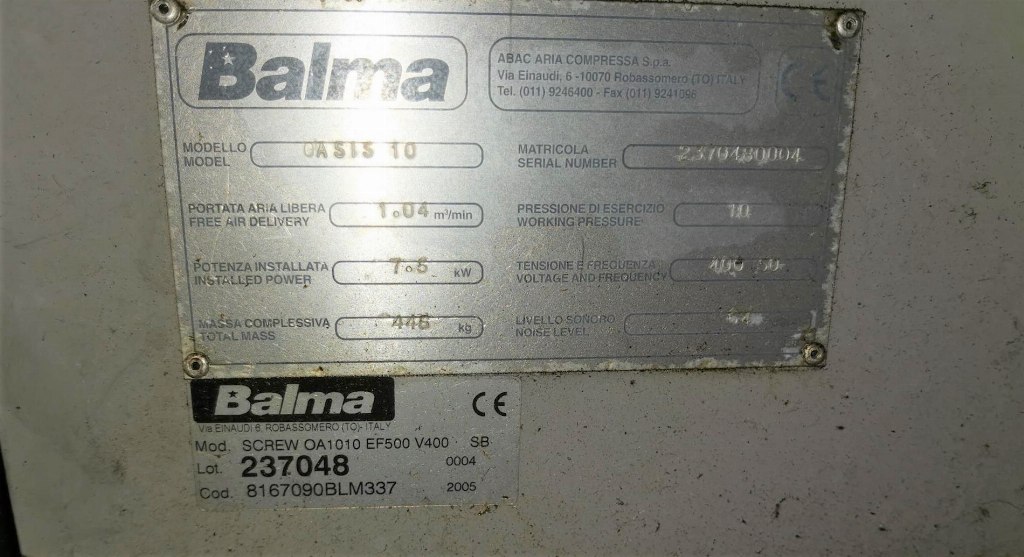 Balma
ABAC ARIA COMPRESSA S.p.a.
Via Einaudi, 6 -10070 Robassomero (TO) ITALY
Tel. (011) 9246400 - Fax (011) 9241096
CE
MODELLO
MODEL
OASIS 10
MATRICOLA
SERIAL NUMBER
2370480004
PORTATA ARIA LIBERA
FREE AIR DELIVERY
1.04 m³/min
PRESSIONE DI ESERCIZIO
WORKING PRESSURE
10
POTENZA INSTALLATA
INSTALLED POWER
7.5 kW
TENSIONE E FREQUENZA
VOLTAGE AND FREQUENCY
400 50
MASSA COMPLESSIVA
TOTAL MASS
kg
LIVELLO SONORO
NOISE LEVEL
Balma
CE
Via EINAUDI 6, ROBASSOMERO (TO)- ITALY
Mod. SCREW OA1010 EF500 V400 SB
Lot. 237048 0004
Cod. 8167090BLM337 2005